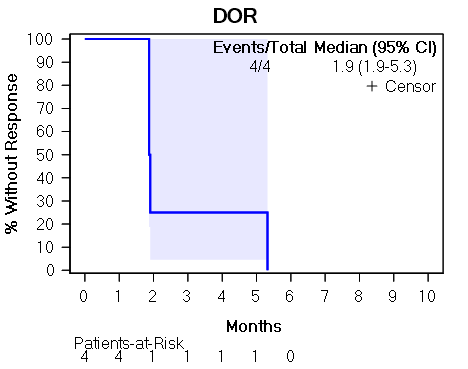 DOR
Events/Total Median (95% CI)
4/4 1.9 (1.9-5.3)
+ Censor
% Without Response
100
90
80
70
60
50
40
30
20
10
0
0 1 2 3 4 5 6 7 8 9 10
Months
Patients-at-Risk
4 4 1 1 1 1 0